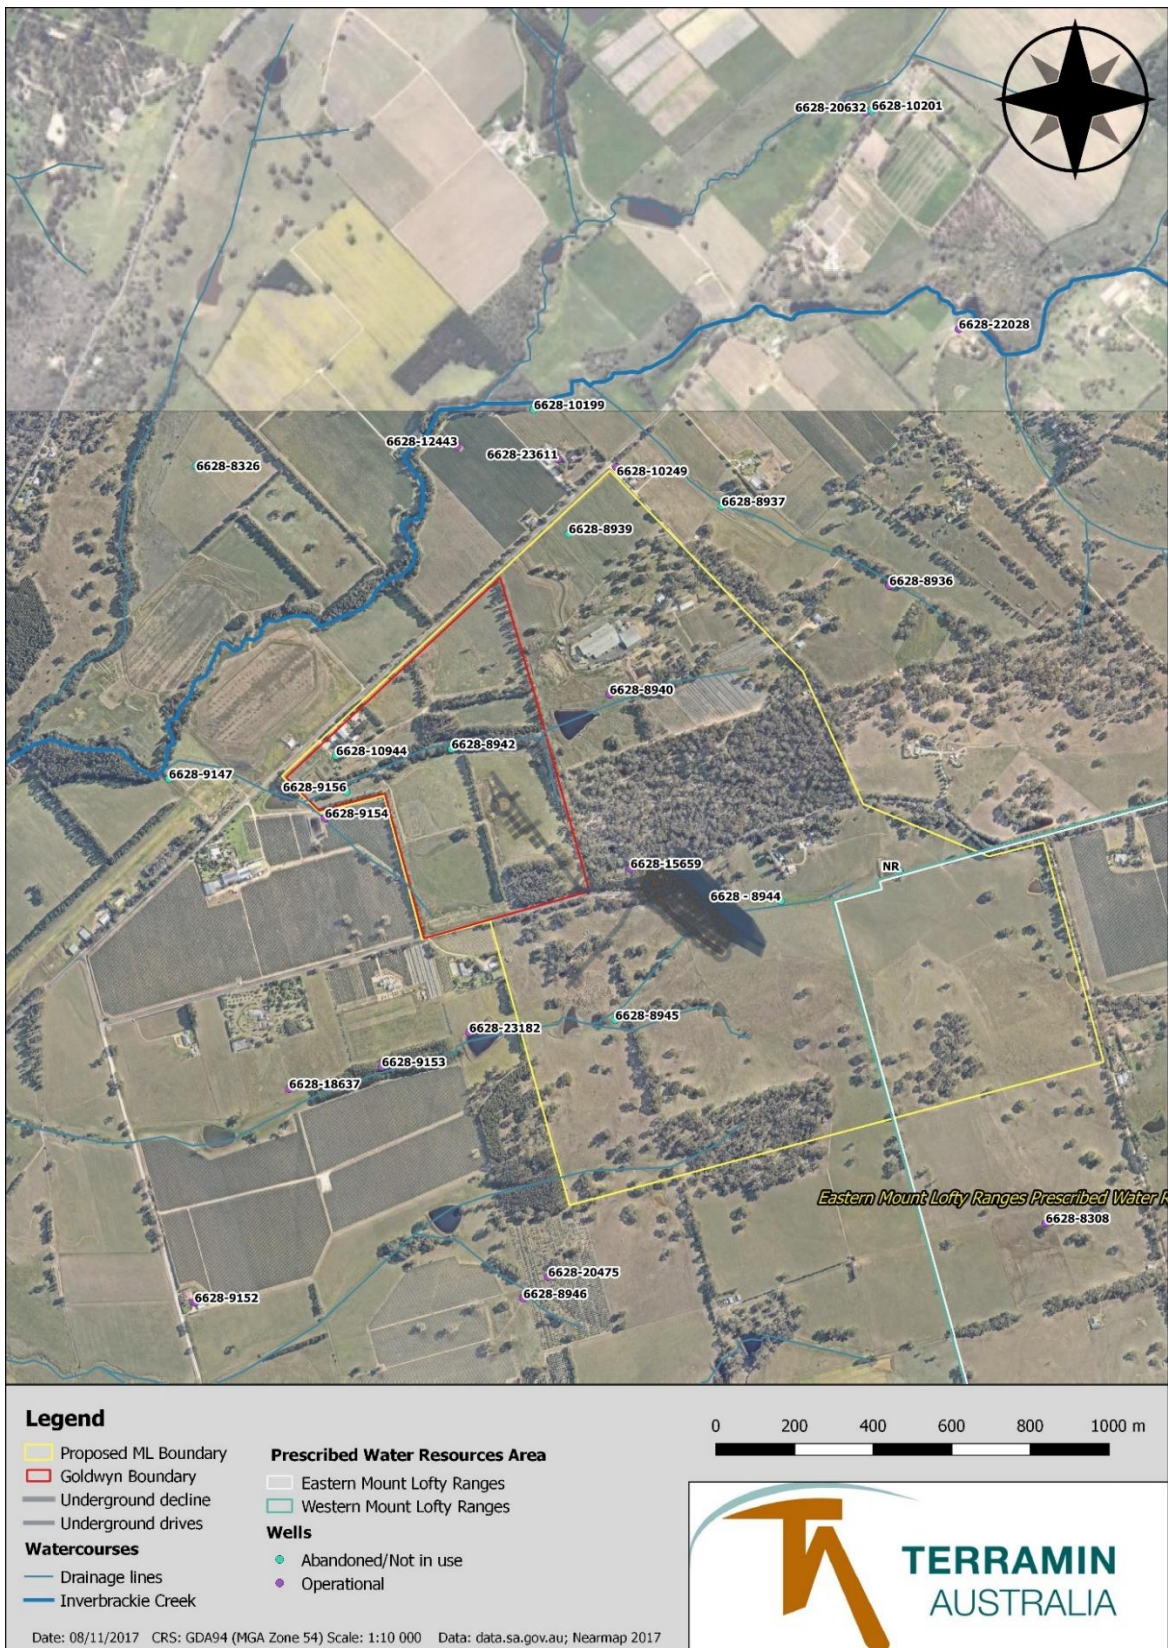 6628-20632
6628-10201
6628-22028
6628-10199
6628-12443
6628-23611
6628-8326
6628-10249
6628-8937
6628-8939
6628-8936
6628-8940
6628-8942
6628-10944
6628-9147
6628-9156
6628-9154
6628-15659
NR
6628 - 8944
6628-8945
6628-23182
6628-9153
6628-18637
Eastern Mount Lofty Ranges Prescribed Water R
6628-8308
6628-20475
6628-8946
6628-9152
Legend
Proposed ML Boundary
Goldwyn Boundary
Underground decline
Underground drives
Watercourses
Drainage lines
Inverbrackie Creek
Prescribed Water Resources Area
Eastern Mount Lofty Ranges
Western Mount Lofty Ranges
Wells
Abandoned/Not in use
Operational
0 200 400 600 800 1000 m
TERRAMIN
AUSTRALIA
Date: 08/11/2017 CRS: GDA94 (MGA Zone 54) Scale: 1:10 000 Data: data.sa.gov.au; Nearmap 2017